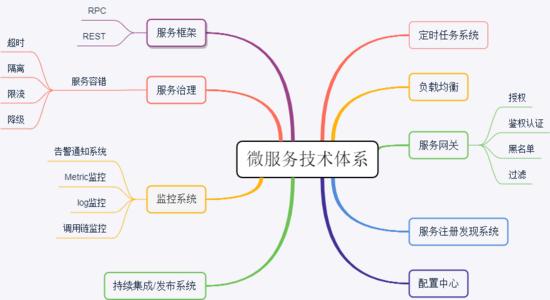 微服务技术体系
服务框架
RPC
REST
服务治理
服务容错
超时
隔离
限流
降级
监控系统
告警通知系统
Metric监控
log监控
调用链监控
持续集成/发布系统
定时任务系统
负载均衡
服务网关
授权
鉴权认证
黑名单
过滤
服务注册发现系统
配置中心